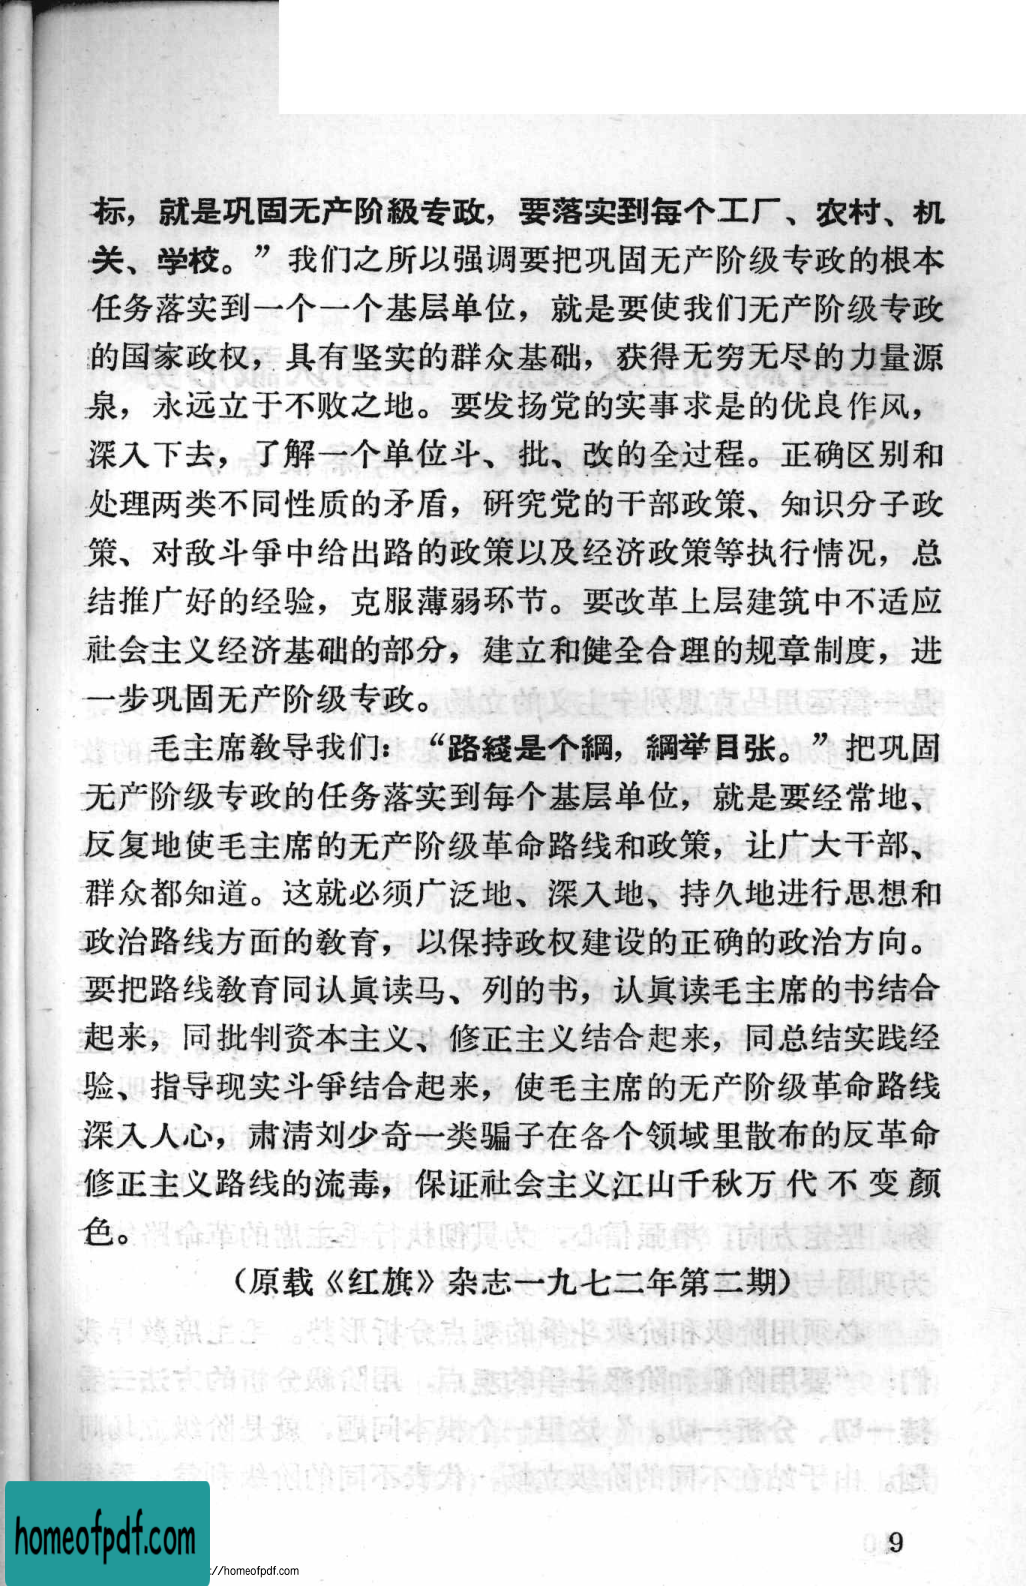 标，就是巩固无产阶級专政，要落实到每个工厂、农村、机
关、学校。”我们之所以强调要把巩固无产阶级专政的根本
任务落实到一个一个基层单位，就是要使我们无产阶级专政
的国家政权，具有坚实的群众基础，获得无穷无尽的力量源
泉，永远立于不败之地。要发扬党的实事求是的优良作风，
深入下去，了解一个单位斗、批、改的全过程。正确区别和
处理两类不同性质的矛盾，研究党的干部政策、知识分子政
策、对敌斗爭中给出路的政策以及经济政策等执行情况，总
结推广好的经验，克服薄弱环节。要改革上层建筑中不适应
社会主义经济基础的部分，建立和健全合理的规章制度，进
一步巩固无产阶级专政。
毛主席教导我们：“路綫是个綱，綱举目张。”把巩固
无产阶级专政的任务落实到每个基层单位，就是要经常地、
反复地使毛主席的无产阶级革命路线和政策，让广大干部、
群众都知道。这就必须广泛地、深入地、持久地进行思想和
政治路线方面的教育，以保持政权建设的正确的政治方向。
要把路线教育同认真读马、列的书，认真读毛主席的书结合
起来，同批判资本主义、修正主义结合起来，同总结实践经
验、指导现实斗爭结合起来，使毛主席的无产阶级革命路线
深入人心，肃清刘少奇一类骗子在各个领域里散布的反革命
修正主义路线的流毒，保证社会主义江山千秋万代不变颜
色。
（原载《红旗》杂志一九七二年第二期）
9
homeofpdf.com
://homeofpdf.com